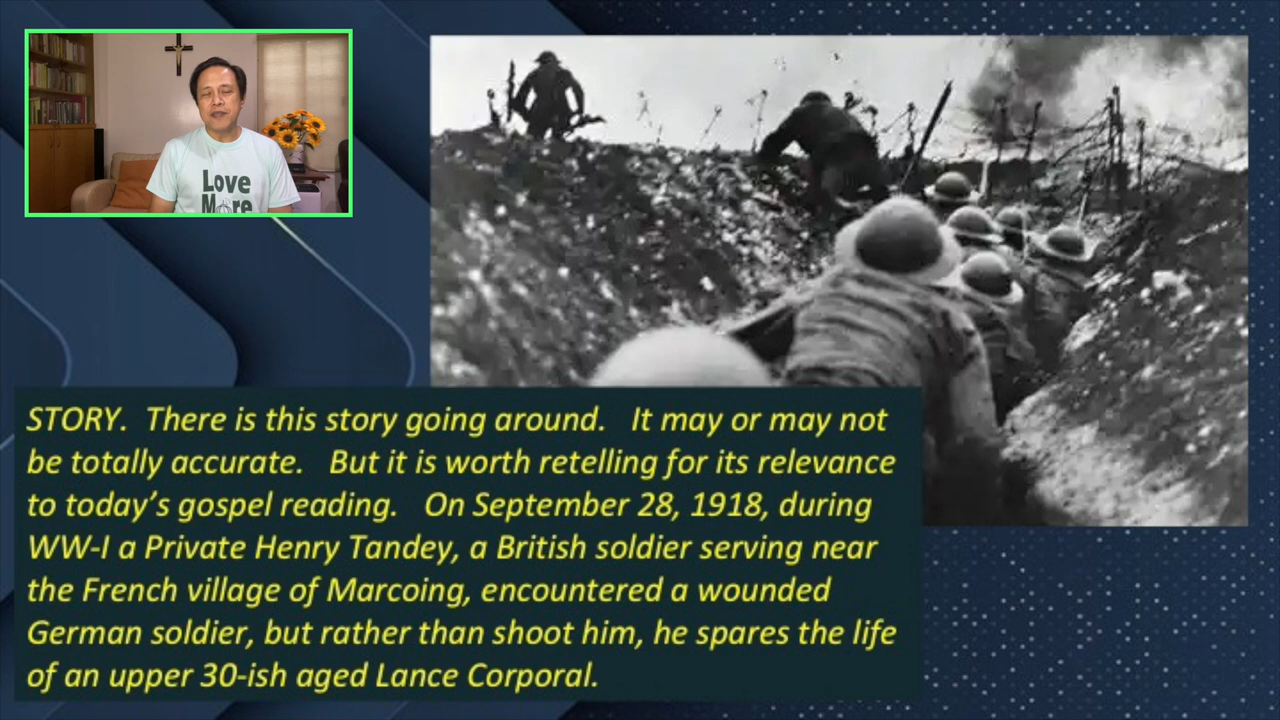 Love
More
STORY. There is this story going around. It may or may not
be totally accurate. But it is worth retelling for its relevance
to today's gospel reading. On September 28, 1918, during
WW-I a Private Henry Tandey, a British soldier serving near
the French village of Marcoing, encountered a wounded
German soldier, but rather than shoot him, he spares the life
of an upper 30-ish aged Lance Corporal.